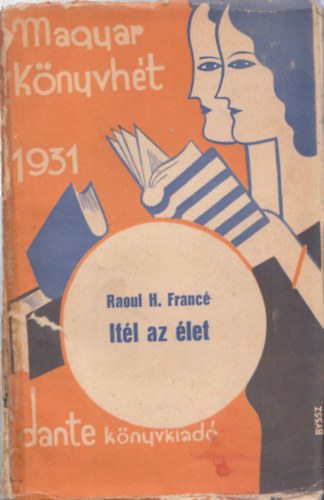 Magyar
Könyvhét
1931
Raoul H. Francé
Itél az élet
dante könyvkiadó
BYSSZ